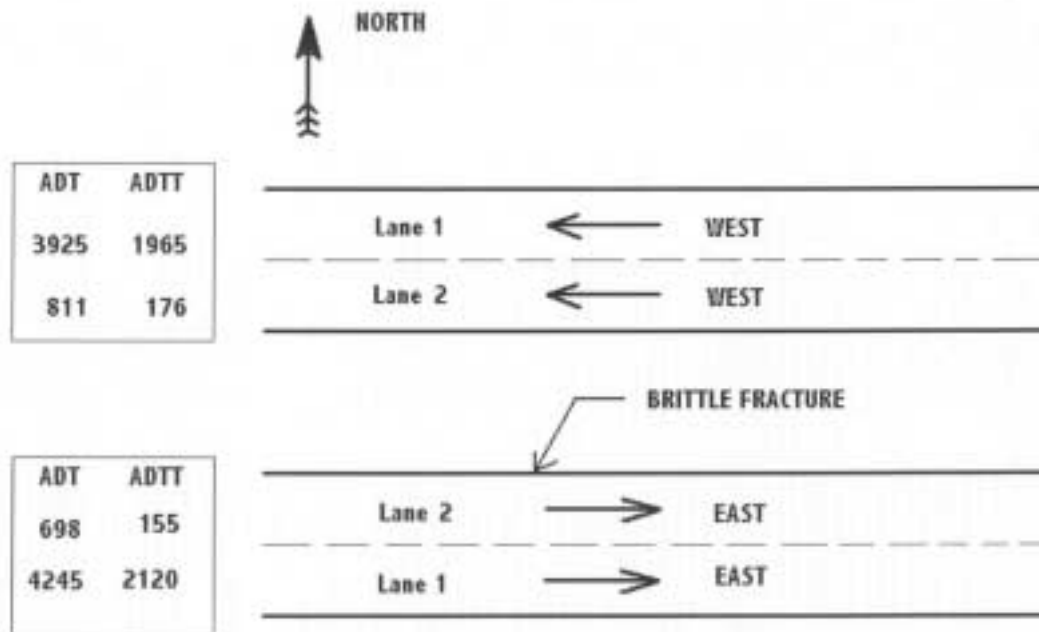 NORTH
ADT ADTT
3925 1965
811 176
Lane 1 WEST
Lane 2 WEST
BRITTLE FRACTURE
ADT ADTT
698 155
4245 2120
Lane 2 EAST
Lane 1 EAST